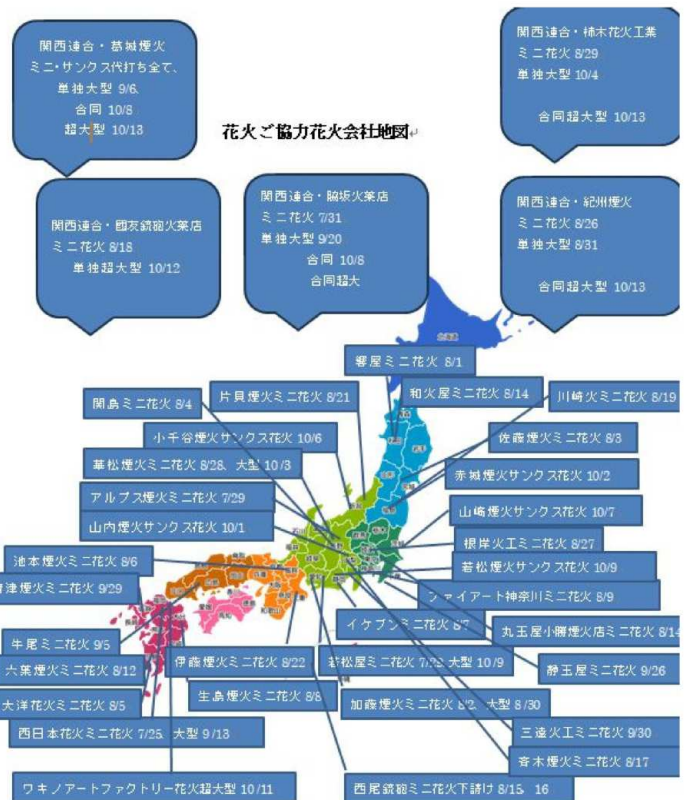 関西連合・葛城煙火
ミニ・サンクス代打ち全て、
単独大型 9/6、
合同 10/8
超大型 10/13
関西連合・柿木花火工業
ミニ花火 8/29
単独大型 10/4
合同超大型 10/13
花火ご協力花火会社地図
関西連合・國友銃砲火薬店
ミニ花火 8/18
単独超大型 10/12
関西連合・脇坂火薬店
ミニ花火 7/31
単独大型 9/20
合同 10/8
合同超大
関西連合・紀州煙火
ミニ花火 8/26
単独大型 8/31
合同超大型 10/13
北海道
響屋ミニ花火 8/1
関島ミニ花火 8/4
片貝煙火ミニ花火 8/21
和火屋ミニ花火 8/14
川崎火ミニ花火 8/19
小千谷煙火サンクス花火 10/6
佐藤煙火ミニ花火 8/3
華松煙火ミニ花火 8/28、大型 10/3
赤城煙火サンクス花火 10/2
アルプス煙火ミニ花火 7/29
山崎煙火サンクス花火 10/7
山内煙火サンクス花火 10/1
根岸火工ミニ花火 8/27
池本煙火ミニ花火 8/6
若松煙火サンクス花火 10/9
津煙火ミニ花火 9/29
ファイアート神奈川ミニ花火 8/9
イケブンミニ花火 8/7
丸玉屋小勝煙火店ミニ花火 8/14
牛尾ミニ花火 9/5
伊藤煙火ミニ花火 8/22
若松屋ミニ花火 7/22、大型 10/9
静玉屋ミニ花火 9/26
六葉煙火ミニ花火 8/12
生島煙火ミニ花火 8/8
加藤煙火ミニ花火 8/2、大型 8/30
大洋花火ミニ花火 8/5
西日本花火ミニ花火 7/25、大型 9/13
三遠火工ミニ花火 9/30
斉木煙火ミニ花火 8/17
ワキノアートファクトリー花火超大型 10/11
西尾銃砲ミニ花火下請け 8/15、16